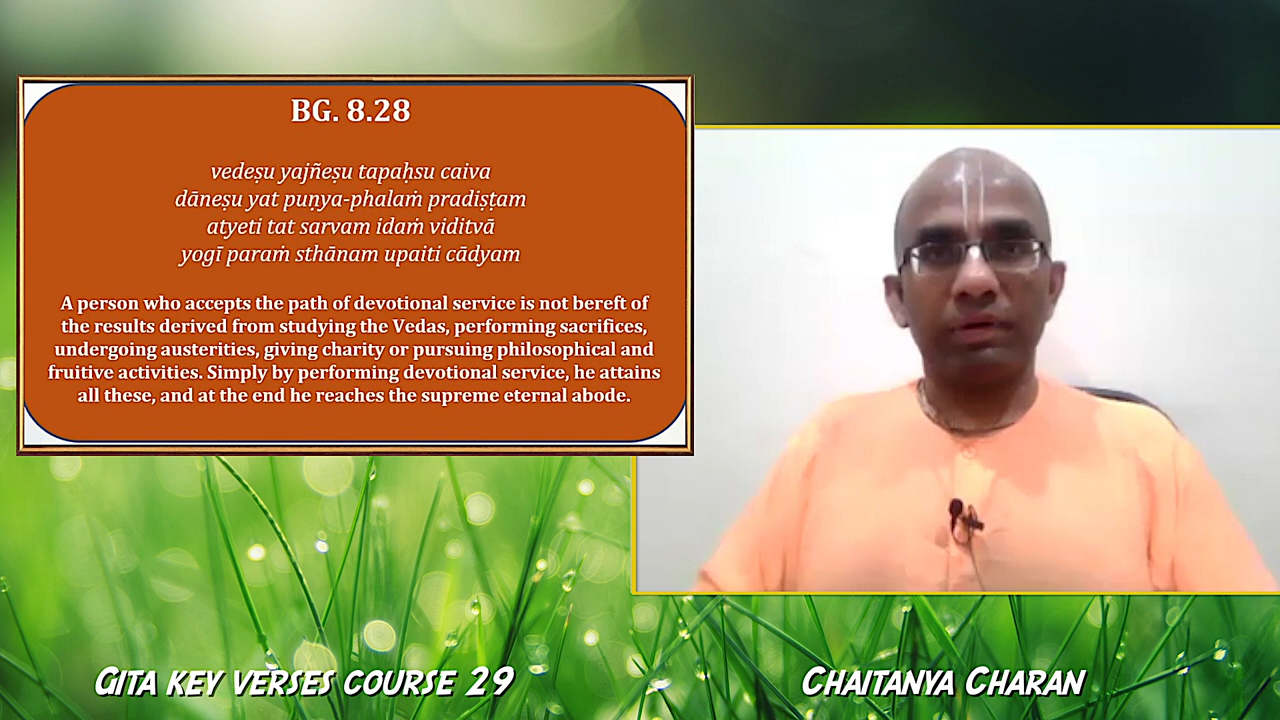 BG. 8.28
vedeṣu yajñeṣu tapaḥsu caiva
dāneṣu yat puṇya-phalaṁ pradiṣṭam
atyeti tat sarvam idaṁ viditvā
yogī paraṁ sthānam upaiti cādyam
A person who accepts the path of devotional service is not bereft of
the results derived from studying the Vedas, performing sacrifices,
undergoing austerities, giving charity or pursuing philosophical and
fruitive activities. Simply by performing devotional service, he attains
all these, and at the end he reaches the supreme eternal abode.
GITA KEY VERSES COURSE 29
CHAITANYA CHARAN